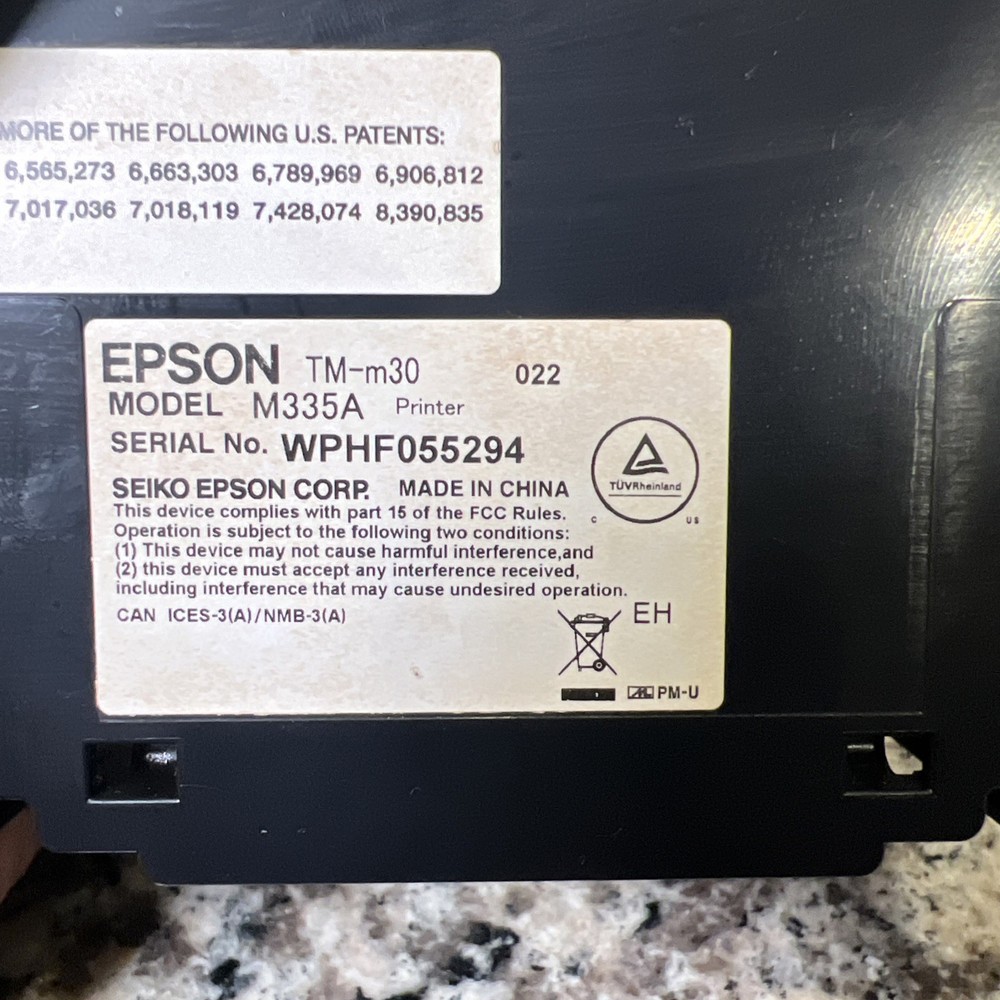 MORE OF THE FOLLOWING U.S. PATENTS:
6,565,273 6,663,303 6,789,969 6,906,812
7,017,036 7,018,119 7,428,074 8,390,835
EPSON TM-m30 022
MODEL M335A Printer
SERIAL No. WPHF055294
SEIKO EPSON CORP. MADE IN CHINA
TÜVRheinland
C US
This device complies with part 15 of the FCC Rules.
Operation is subject to the following two conditions:
(1) This device may not cause harmful interference,and
(2) this device must accept any interference received,
including interference that may cause undesired operation.
CAN ICES-3(A)/NMB-3(A)
EH
PM-U